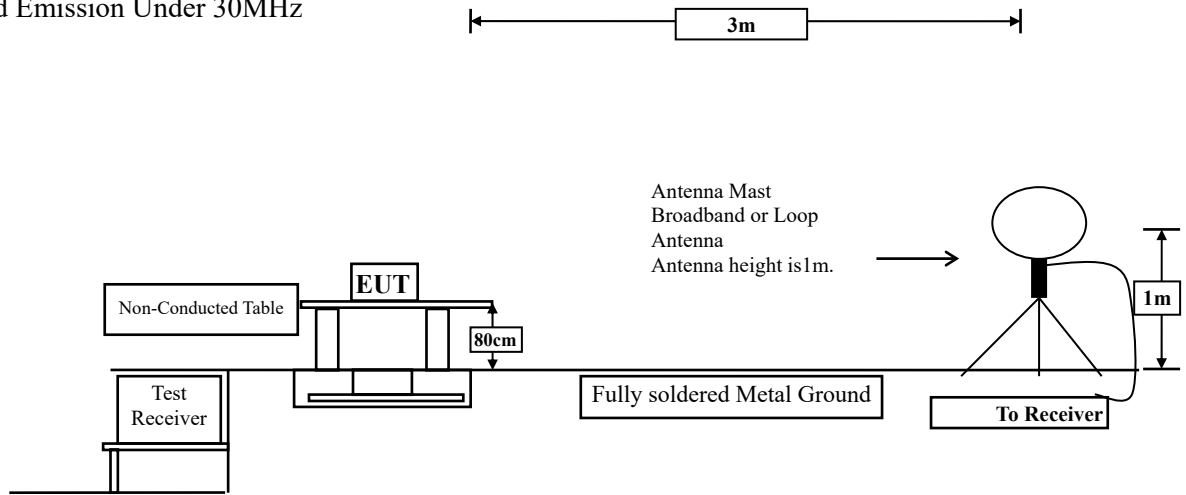 Emission Under 30MHz
3m
Antenna Mast
Broadband or Loop
Antenna
Antenna height is1m.
EUT
Non-Conducted Table
80cm
1m
Test
Receiver
Fully soldered Metal Ground
To Receiver